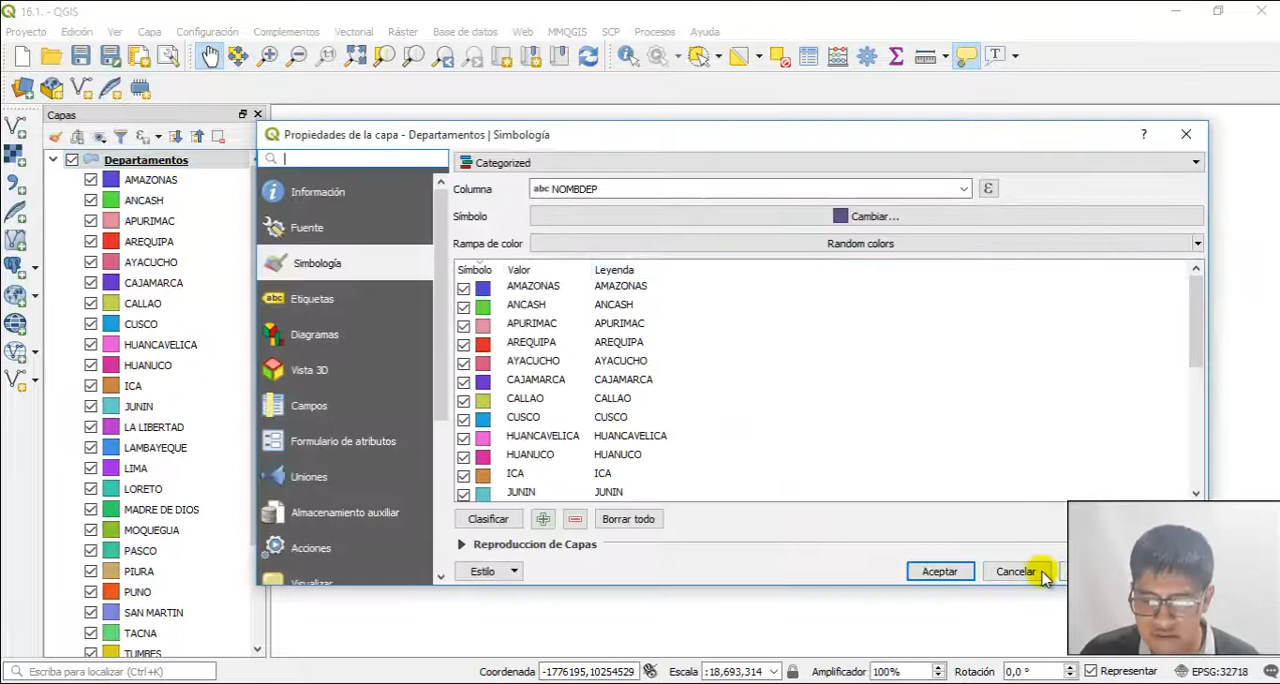 16.1. - QGIS
Proyecto Edición Ver Capa Configuración Complementos Vectorial Ráster Base de datos Web MMQGIS SCP Procesos Ayuda
Capas
Departamentos
AMAZONAS
ANCASH
APURIMAC
AREQUIPA
AYACUCHO
CAJAMARCA
CALLAO
CUSCO
HUANCAVELICA
HUANUCO
ICA
JUNIN
LA LIBERTAD
LAMBAYEQUE
LIMA
LORETO
MADRE DE DIOS
MOQUEGUA
PASCO
PIURA
PUNO
SAN MARTIN
TACNA
TUMBES
Propiedades de la capa - Departamentos | Simbología
Información
Fuente
Simbología
Etiquetas
Diagramas
Vista 3D
Campos
Formulario de atributos
Uniones
Almacenamiento auxiliar
Acciones
Visualizar
Categorized
Columna abc NOMBDEP ε
Símbolo Cambiar...
Rampa de color Random colors
Símbolo Valor Leyenda
AMAZONAS AMAZONAS
ANCASH ANCASH
APURIMAC APURIMAC
AREQUIPA AREQUIPA
AYACUCHO AYACUCHO
CAJAMARCA CAJAMARCA
CALLAO CALLAO
CUSCO CUSCO
HUANCAVELICA HUANCAVELICA
HUANUCO HUANUCO
ICA ICA
JUNIN JUNIN
Clasificar Borrar todo
Reproduccion de Capas
Estilo Aceptar Cancelar
Escriba para localizar (Ctrl+K) Coordenada -1776195,10254529 Escala :18,693,314 Amplificador 100% Rotación 0,0 ° Representar EPSG:32718